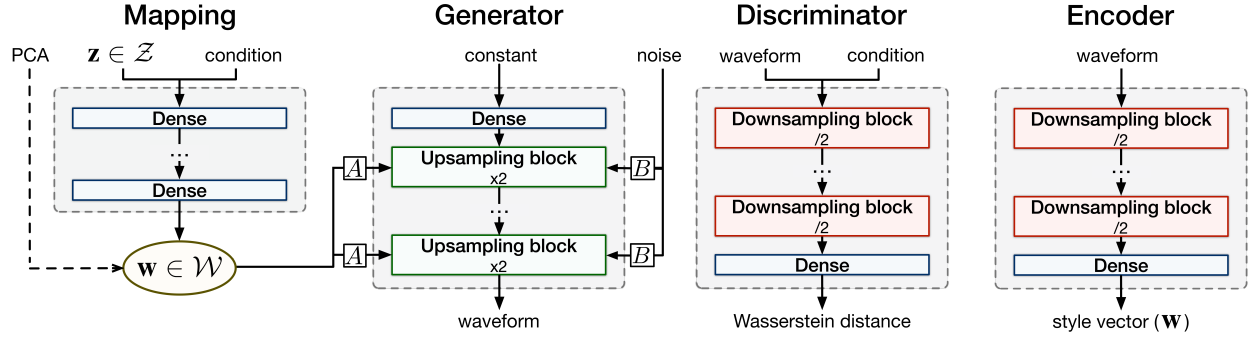 Mapping
PCA
z ∈ Z
condition
Dense
...
Dense
w ∈ W
Generator
constant
noise
Dense
A
Upsampling block
x2
B
...
A
Upsampling block
x2
B
waveform
Discriminator
waveform
condition
Downsampling block
/2
...
Downsampling block
/2
Dense
Wasserstein distance
Encoder
waveform
Downsampling block
/2
...
Downsampling block
/2
Dense
style vector (w)